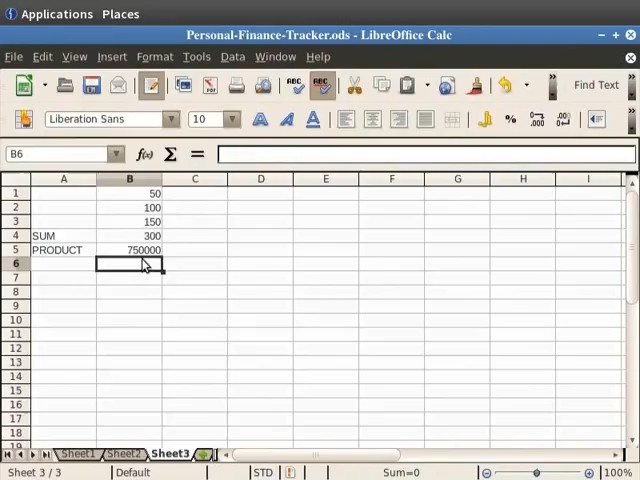 Applications Places
Personal-Finance-Tracker.ods - LibreOffice Calc
File Edit View Insert Format Tools Data Window Help
ABC ABC Find Text
Liberation Sans 10 A A A %
B6 f(x) Σ =
A B C D E F G H I
1 50
2 100
3 150
4 SUM 300
5 PRODUCT 750000
6
7
8
9
10
11
12
13
14
15
16
17
18
19
Sheet1 Sheet2 Sheet3
Sheet 3 / 3 Default STD Sum=0 100%